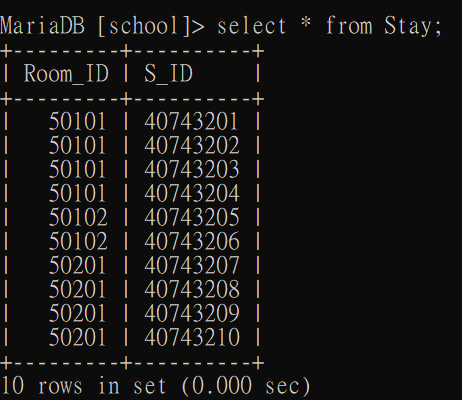 MariaDB [school]> select * from Stay;
+---------+----------+
| Room_ID | S_ID     |
+---------+----------+
|   50101 | 40743201 |
|   50101 | 40743202 |
|   50101 | 40743203 |
|   50101 | 40743204 |
|   50102 | 40743205 |
|   50102 | 40743206 |
|   50201 | 40743207 |
|   50201 | 40743208 |
|   50201 | 40743209 |
|   50201 | 40743210 |
+---------+----------+
10 rows in set (0.000 sec)